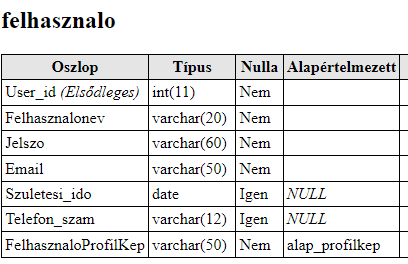 felhasznalo
Oszlop Típus Nulla Alapértelmezett
User_id (Elsődleges) int(11) Nem
Felhasznalonev varchar(20) Nem
Jelszo varchar(60) Nem
Email varchar(50) Nem
Szuletesi_ido date Igen NULL
Telefon_szam varchar(12) Igen NULL
FelhasznaloProfilKep varchar(50) Nem alap_profilkep